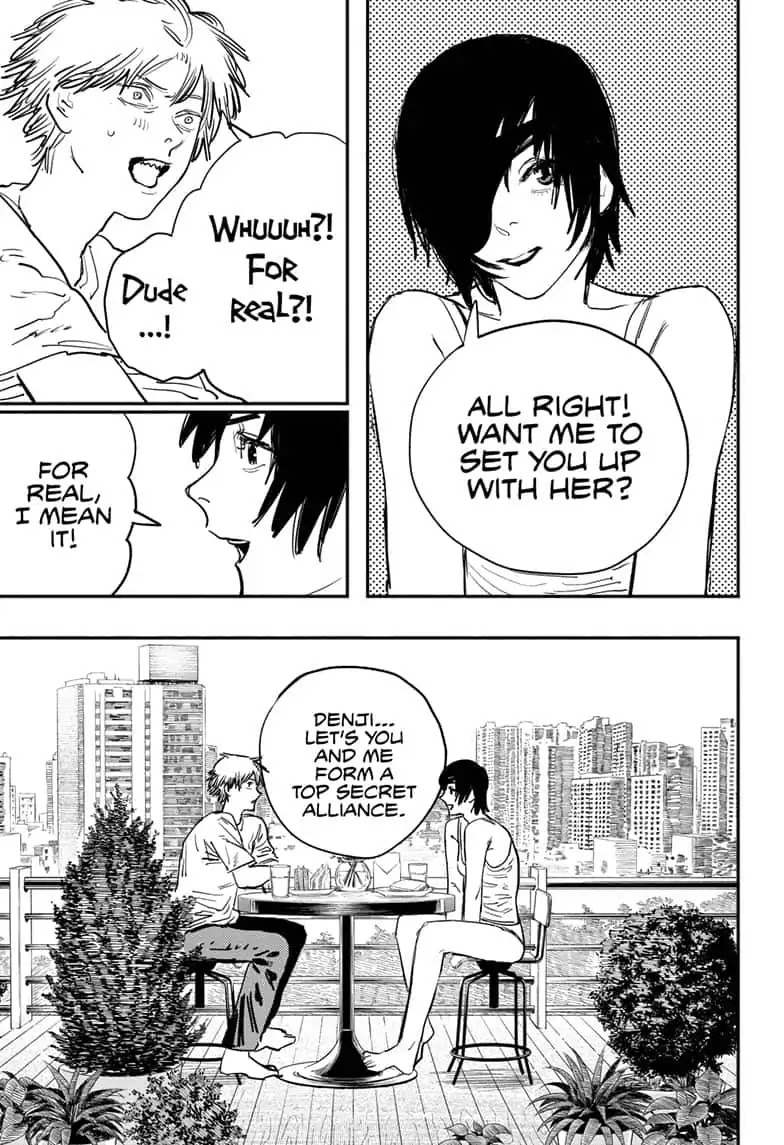 ALL RIGHT!
WANT ME TO
SET YOU UP
WITH HER?
WHUUUH?!
FOR
REAL?!
DUDE
...!
FOR
REAL,
I MEAN
IT!
DENJI...
LET'S YOU
AND ME
FORM A
TOP SECRET
ALLIANCE.